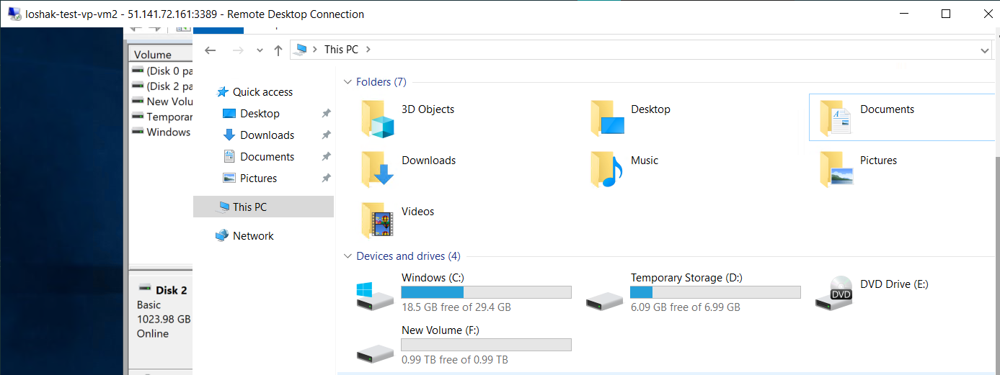 loshak-test-vp-vm2 - 51.141.72.161:3389 - Remote Desktop Connection
Volume
(Disk 0 pa
(Disk 2 pa
New Volu
Temporar
Windows
Disk 2
Basic
1023.98 GB
Online
This PC
Quick access
Desktop
Downloads
Documents
Pictures
This PC
Network
Folders (7)
3D Objects
Desktop
Documents
Downloads
Music
Pictures
Videos
Devices and drives (4)
Windows (C:)
18.5 GB free of 29.4 GB
Temporary Storage (D:)
6.09 GB free of 6.99 GB
DVD
DVD Drive (E:)
New Volume (F:)
0.99 TB free of 0.99 TB